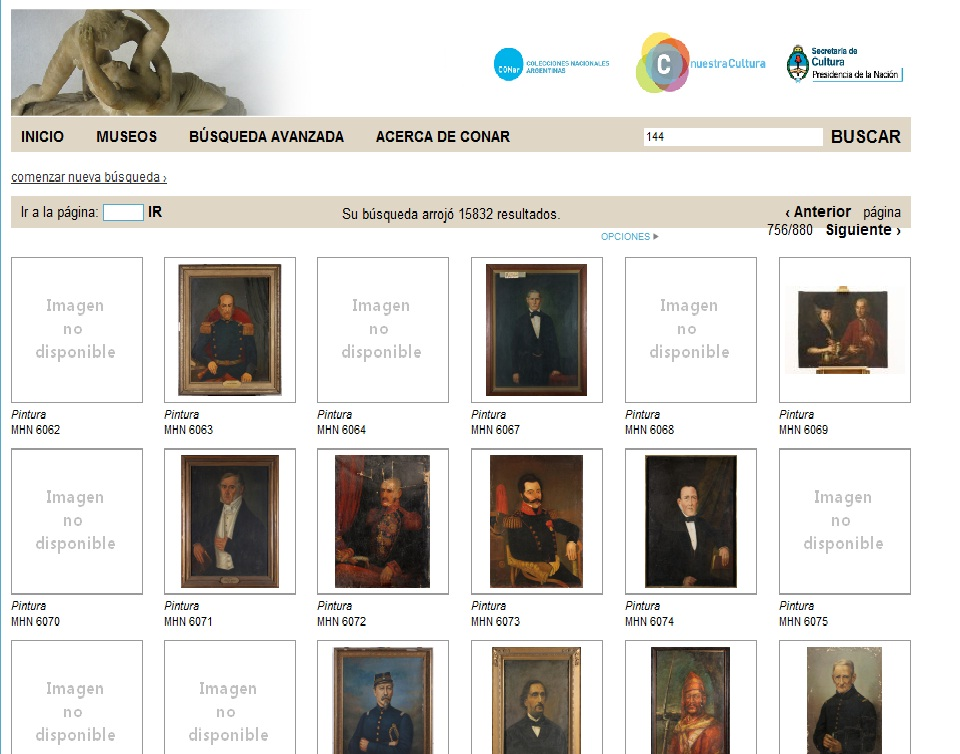 CONar COLECCIONES NACIONALES
ARGENTINAS
C nuestraCultura
Secretaría de
Cultura
Presidencia de la Nación
INICIO MUSEOS BÚSQUEDA AVANZADA ACERCA DE CONAR 144 BUSCAR
comenzar nueva búsqueda ›
Ir a la página: IR Su búsqueda arrojó 15832 resultados. ‹ Anterior página
756/880 Siguiente ›
OPCIONES
Imagen
no
disponible
Imagen
no
disponible
Imagen
no
disponible
Pintura Pintura Pintura Pintura Pintura Pintura
MHN 6062 MHN 6063 MHN 6064 MHN 6067 MHN 6068 MHN 6069
Imagen
no
disponible
Imagen
no
disponible
Pintura Pintura Pintura Pintura Pintura Pintura
MHN 6070 MHN 6071 MHN 6072 MHN 6073 MHN 6074 MHN 6075
Imagen
no
disponible
Imagen
no
disponible